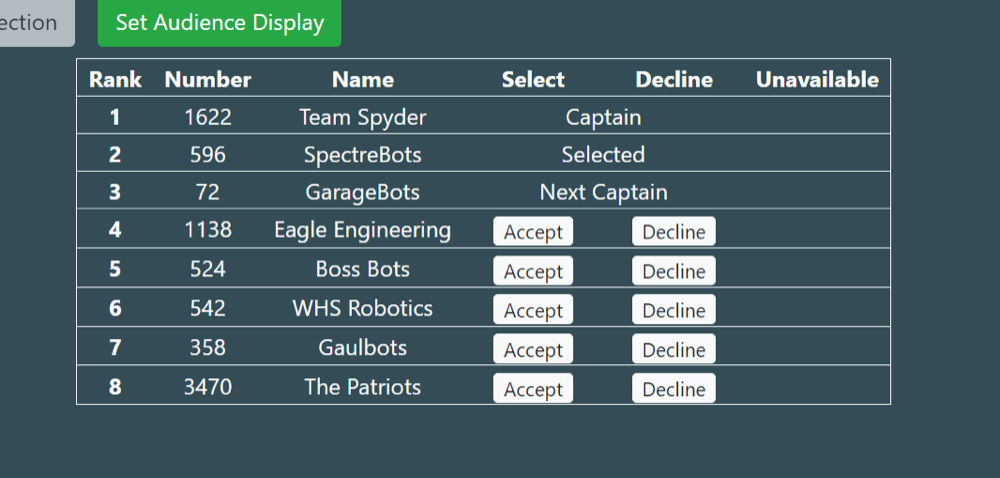 ection Set Audience Display
Rank Number Name Select Decline Unavailable
1 1622 Team Spyder Captain
2 596 SpectreBots Selected
3 72 GarageBots Next Captain
4 1138 Eagle Engineering Accept Decline
5 524 Boss Bots Accept Decline
6 542 WHS Robotics Accept Decline
7 358 Gaulbots Accept Decline
8 3470 The Patriots Accept Decline